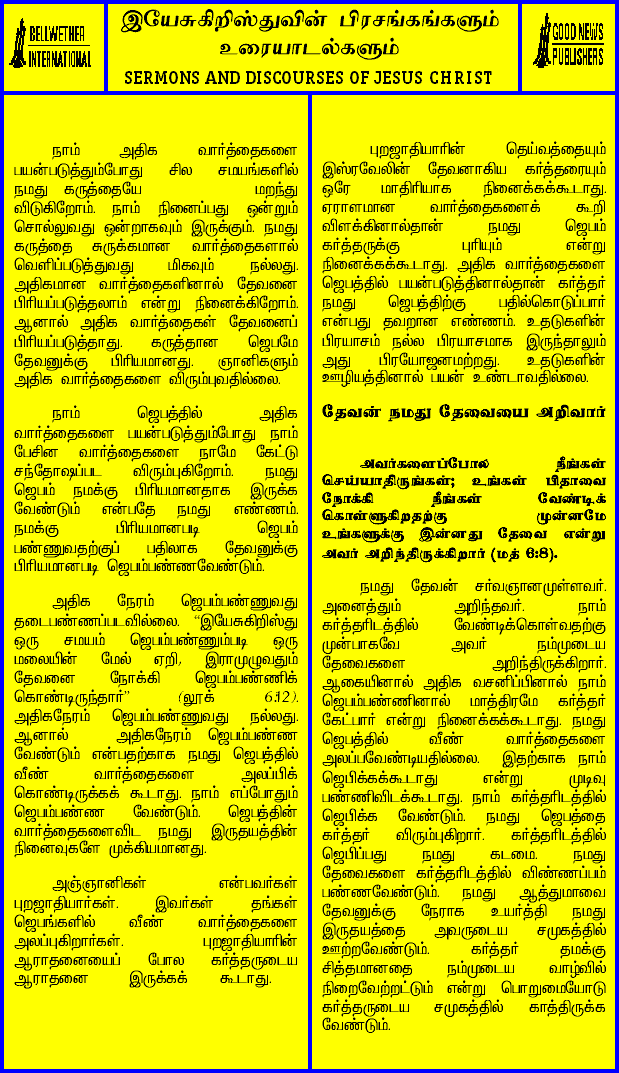 BELLWETHER
INTERNATIONAL
இயேசுகிறிஸ்துவின் பிரசங்கங்களும்
உரையாடல்களும்
SERMONS AND DISCOURSES OF JESUS CHRIST
GOOD NEWS
PUBLISHERS
நாம் அதிக வார்த்தைகளை
பயன்படுத்தும்போது சில சமயங்களில்
நமது கருத்தையே மறந்து
விடுகிறோம். நாம் நினைப்பது ஒன்றும்
சொல்லுவது ஒன்றாகவும் இருக்கும். நமது
கருத்தை சுருக்கமான வார்த்தைகளால்
வெளிப்படுத்துவது மிகவும் நல்லது.
அதிகமான வார்த்தைகளினால் தேவனை
பிரியப்படுத்தலாம் என்று நினைக்கிறோம்.
ஆனால் அதிக வார்த்தைகள் தேவனைப்
பிரியப்படுத்தாது. கருத்தான ஜெபமே
தேவனுக்கு பிரியமானது. ஞானிகளும்
அதிக வார்த்தைகளை விரும்புவதில்லை.
நாம் ஜெபத்தில் அதிக
வார்த்தைகளை பயன்படுத்தும்போது நாம்
பேசின வார்த்தைகளை நாமே கேட்டு
சந்தோஷப்பட விரும்புகிறோம். நமது
ஜெபம் நமக்கு பிரியமானதாக இருக்க
வேண்டும் என்பதே நமது எண்ணம்.
நமக்கு பிரியமானபடி ஜெபம்
பண்ணுவதற்குப் பதிலாக தேவனுக்கு
பிரியமானபடி ஜெபம்பண்ணவேண்டும்.
அதிக நேரம் ஜெபம்பண்ணுவது
தடைபண்ணப்படவில்லை. "இயேசுகிறிஸ்து
ஒரு சமயம் ஜெபம்பண்ணும்படி ஒரு
மலையின் மேல் ஏறி, இராமுழுவதும்
தேவனை நோக்கி ஜெபம்பண்ணிக்
கொண்டிருந்தார்" (லூக் 6:12).
அதிகநேரம் ஜெபம்பண்ணுவது நல்லது.
ஆனால் அதிகநேரம் ஜெபம்பண்ண
வேண்டும் என்பதற்காக நமது ஜெபத்தில்
வீண் வார்த்தைகளை அலப்பிக்
கொண்டிருக்கக் கூடாது. நாம் எப்போதும்
ஜெபம்பண்ண வேண்டும். ஜெபத்தின்
வார்த்தைகளைவிட நமது இருதயத்தின்
நினைவுகளே முக்கியமானது.
அஞ்ஞானிகள் என்பவர்கள்
புறஜாதியார்கள். இவர்கள் தங்கள்
ஜெபங்களில் வீண் வார்த்தைகளை
அலப்புகிறார்கள். புறஜாதியாரின்
ஆராதனையைப் போல கர்த்தருடைய
ஆராதனை இருக்கக் கூடாது.
புறஜாதியாரின் தெய்வத்தையும்
இஸ்ரவேலின் தேவனாகிய கர்த்தரையும்
ஒரே மாதிரியாக நினைக்கக்கூடாது.
ஏராளமான வார்த்தைகளைக் கூறி
விளக்கினால்தான் நமது ஜெபம்
கர்த்தருக்கு புரியும் என்று
நினைக்கக்கூடாது. அதிக வார்த்தைகளை
ஜெபத்தில் பயன்படுத்தினால்தான் கர்த்தர்
நமது ஜெபத்திற்கு பதில்கொடுப்பார்
என்பது தவறான எண்ணம். உதடுகளின்
பிரயாசம் நல்ல பிரயாசமாக இருந்தாலும்
அது பிரயோஜனமற்றது. உதடுகளின்
ஊழியத்தினால் பயன் உண்டாவதில்லை.
தேவன் நமது தேவையை அறிவார்
அவர்களைப்போல நீங்கள்
செய்யாதிருங்கள்; உங்கள் பிதாவை
நோக்கி நீங்கள் வேண்டிக்
கொள்ளுகிறதற்கு முன்னமே
உங்களுக்கு இன்னது தேவை என்று
அவர் அறிந்திருக்கிறார் (மத் 6:8).
நமது தேவன் சர்வஞானமுள்ளவர்.
அனைத்தும் அறிந்தவர். நாம்
கர்த்தரிடத்தில் வேண்டிக்கொள்வதற்கு
முன்பாகவே அவர் நம்முடைய
தேவைகளை அறிந்திருக்கிறார்.
ஆகையினால் அதிக வசனிப்பினால் நாம்
ஜெபம்பண்ணினால் மாத்திரமே கர்த்தர்
கேட்பார் என்று நினைக்கக்கூடாது. நமது
ஜெபத்தில் வீண் வார்த்தைகளை
அலப்பவேண்டியதில்லை. இதற்காக நாம்
ஜெபிக்கக்கூடாது என்று முடிவு
பண்ணிவிடக்கூடாது. நாம் கர்த்தரிடத்தில்
ஜெபிக்க வேண்டும். நமது ஜெபத்தை
கர்த்தர் விரும்புகிறார். கர்த்தரிடத்தில்
ஜெபிப்பது நமது கடமை. நமது
தேவைகளை கர்த்தரிடத்தில் விண்ணப்பம்
பண்ணவேண்டும். நமது ஆத்துமாவை
தேவனுக்கு நேராக உயர்த்தி நமது
இருதயத்தை அவருடைய சமுகத்தில்
ஊற்றவேண்டும். கர்த்தர் தமக்கு
சித்தமானதை நம்முடைய வாழ்வில்
நிறைவேற்றட்டும் என்று பொறுமையோடு
கர்த்தருடைய சமுகத்தில் காத்திருக்க
வேண்டும்.